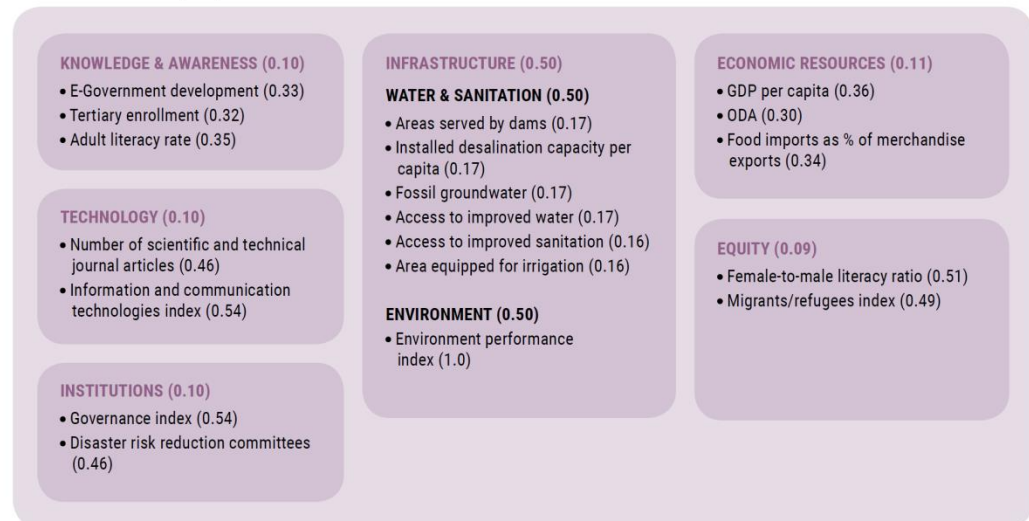 KNOWLEDGE & AWARENESS (0.10)
• E-Government development (0.33)
• Tertiary enrollment (0.32)
• Adult literacy rate (0.35)
TECHNOLOGY (0.10)
• Number of scientific and technical
journal articles (0.46)
• Information and communication
technologies index (0.54)
INSTITUTIONS (0.10)
• Governance index (0.54)
• Disaster risk reduction committees
(0.46)
INFRASTRUCTURE (0.50)
WATER & SANITATION (0.50)
• Areas served by dams (0.17)
• Installed desalination capacity per
capita (0.17)
• Fossil groundwater (0.17)
• Access to improved water (0.17)
• Access to improved sanitation (0.16)
• Area equipped for irrigation (0.16)
ENVIRONMENT (0.50)
• Environment performance
index (1.0)
ECONOMIC RESOURCES (0.11)
• GDP per capita (0.36)
• ODA (0.30)
• Food imports as % of merchandise
exports (0.34)
EQUITY (0.09)
• Female-to-male literacy ratio (0.51)
• Migrants/refugees index (0.49)